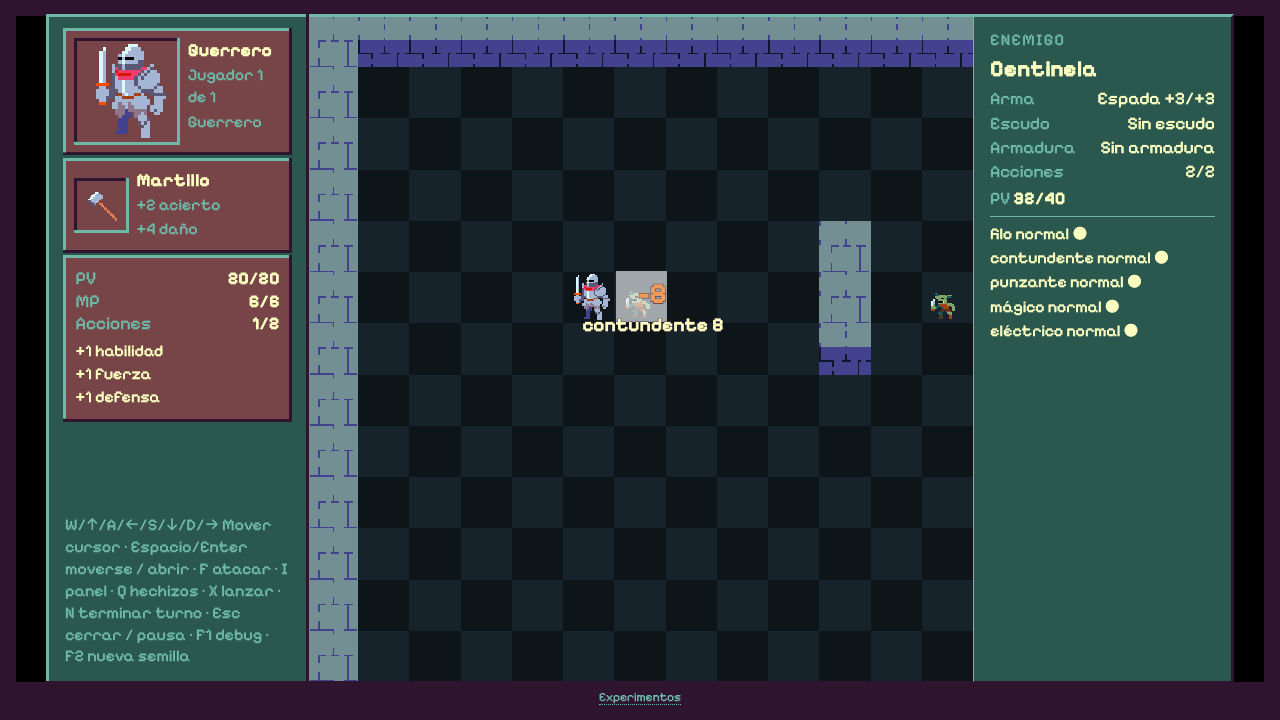 Guerrero
Jugador 1
de 1
Guerrero
Martillo
+2 acierto
+4 daño
PV 80/80
MP 6/6
Acciones 1/2
+1 habilidad
+1 fuerza
+1 defensa
W/↑/A/←/S/↓/D/→ Mover
cursor · Espacio/Enter
moverse / abrir · F atacar · I
panel · Q hechizos · X lanzar ·
N terminar turno · Esc
cerrar / pausa · F1 debug ·
F2 nueva semilla
-8
contundente 8
ENEMIGO
Centinela
Arma Espada +3/+3
Escudo Sin escudo
Armadura Sin armadura
Acciones 2/2
PV 32/40
filo normal
contundente normal
punzante normal
mágico normal
eléctrico normal
Experimentos